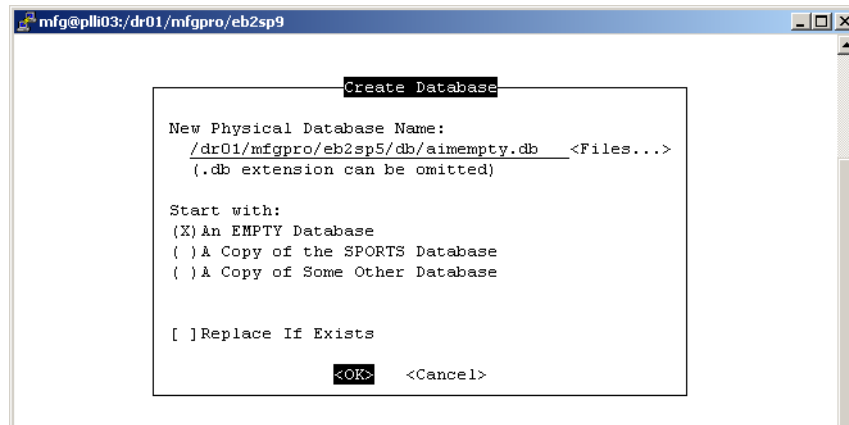 mfg@plli03:/dr01/mfgpro/eb2sp9
Create Database
New Physical Database Name:
/dr01/mfgpro/eb2sp5/db/aimempty.db <Files...>
(.db extension can be omitted)
Start with:
(X)An EMPTY Database
( )A Copy of the SPORTS Database
( )A Copy of Some Other Database
[ ]Replace If Exists
<OK> <Cancel>